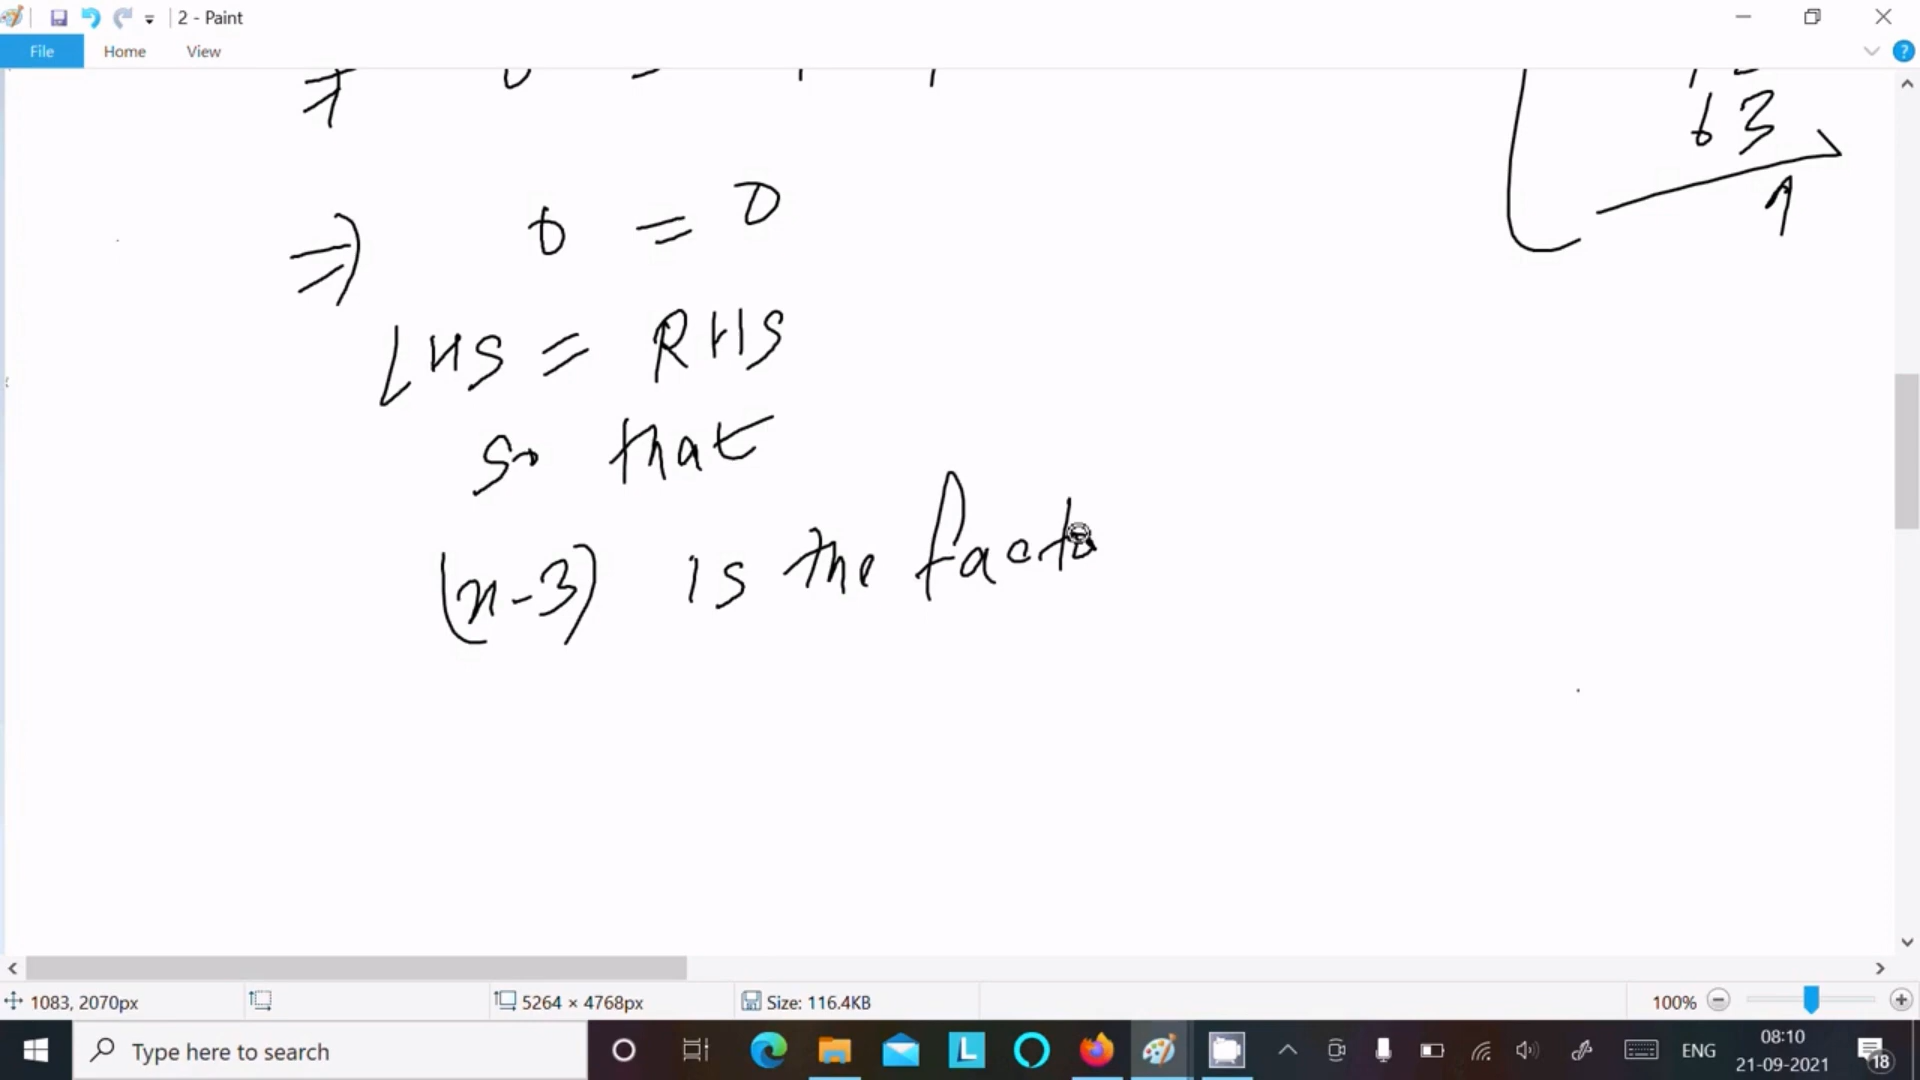 2 - Paint
File Home View
63
⇒ 0 = 0
9
LHS = RHS
so that
(x-3) is the facto
1083, 2070px
5264 × 4768px
Size: 116.4KB
100%
Type here to search
L
ENG
08:10
21-09-2021
18